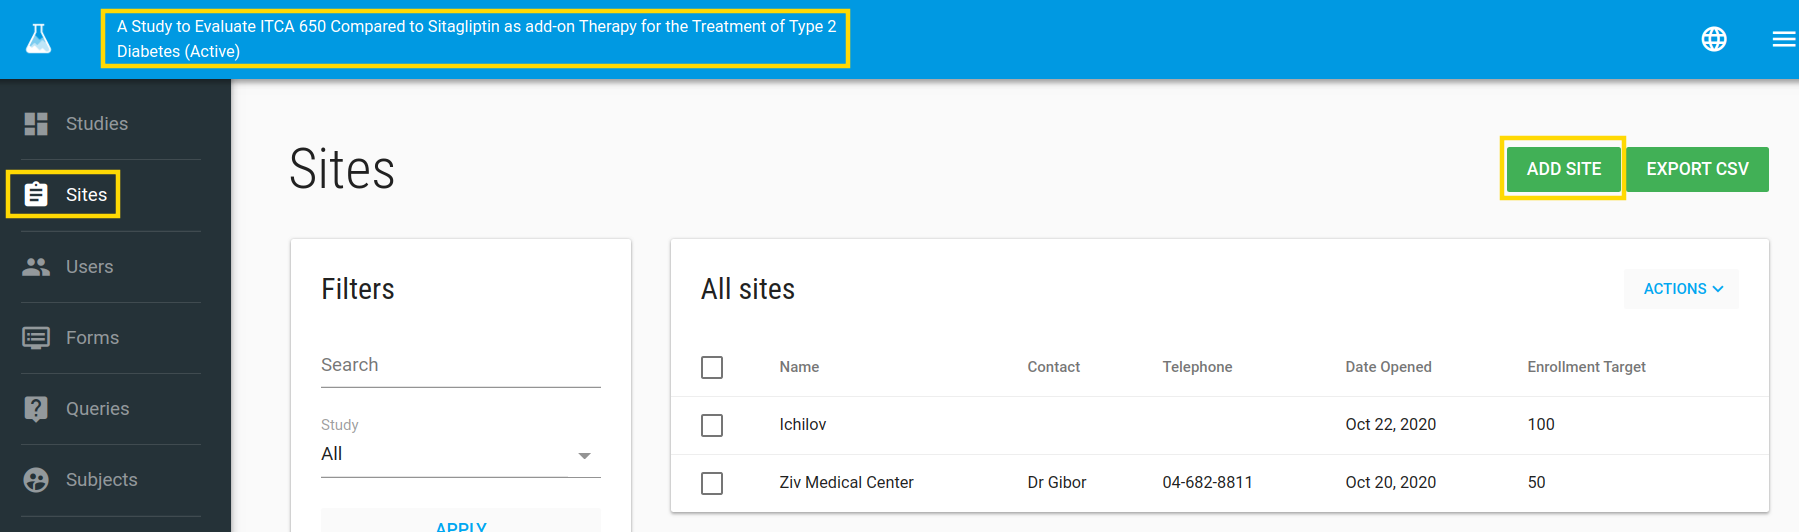 A Study to Evaluate ITCA 650 Compared to Sitagliptin as add-on Therapy for the Treatment of Type 2
Diabetes (Active)
Studies
Sites
Users
Forms
Queries
Subjects
Sites
ADD SITE
EXPORT CSV
Filters
Search
Study
All
APPLY
All sites
ACTIONS
Name Contact Telephone Date Opened Enrollment Target
Ichilov Oct 22, 2020 100
Ziv Medical Center Dr Gibor 04-682-8811 Oct 20, 2020 50